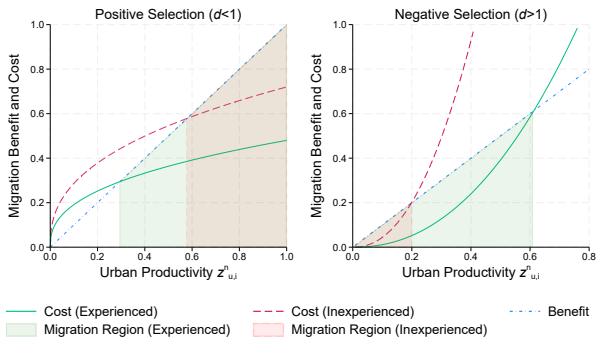 Positive Selection (d<1)
Negative Selection (d>1)
Migration Benefit and Cost
1.0
0.8
0.6
0.4
0.2
0.0
0.0 0.2 0.4 0.6 0.8 1.0
Urban Productivity z^n_{u,i}
Migration Benefit and Cost
1.0
0.8
0.6
0.4
0.2
0.0
0.0 0.2 0.4 0.6 0.8
Urban Productivity z^n_{u,i}
Cost (Experienced)
Cost (Inexperienced)
Benefit
Migration Region (Experienced)
Migration Region (Inexperienced)